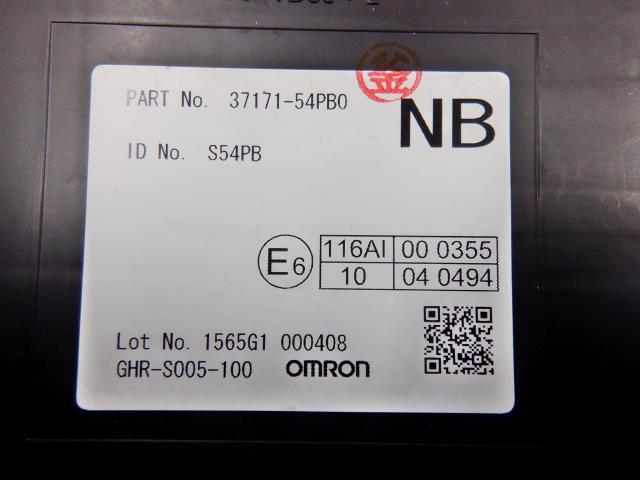 PART No. 37171-54PB0
NB
ID No. S54PB
E6
116AI 00 0355
10 04 0494
Lot No. 1565G1 000408
GHR-S005-100 OMRON